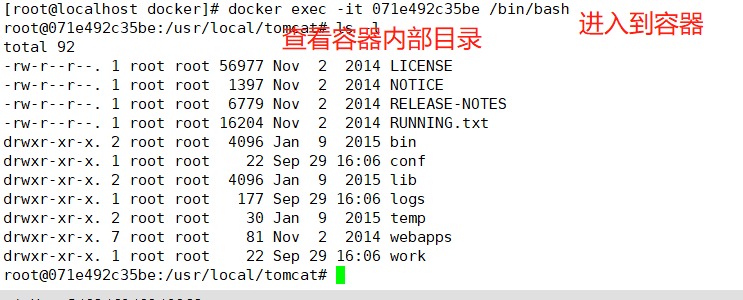 [root@localhost docker]# docker exec -it 071e492c35be /bin/bash
进入到容器
root@071e492c35be:/usr/local/tomcat# ls -l
查看容器内部目录
total 92
-rw-r--r--. 1 root root 56977 Nov  2  2014 LICENSE
-rw-r--r--. 1 root root  1397 Nov  2  2014 NOTICE
-rw-r--r--. 1 root root  6779 Nov  2  2014 RELEASE-NOTES
-rw-r--r--. 1 root root 16204 Nov  2  2014 RUNNING.txt
drwxr-xr-x. 2 root root  4096 Jan  9  2015 bin
drwxr-xr-x. 1 root root    22 Sep 29 16:06 conf
drwxr-xr-x. 2 root root  4096 Jan  9  2015 lib
drwxr-xr-x. 1 root root   177 Sep 29 16:06 logs
drwxr-xr-x. 2 root root    30 Jan  9  2015 temp
drwxr-xr-x. 7 root root    81 Nov  2  2014 webapps
drwxr-xr-x. 1 root root    22 Sep 29 16:06 work
root@071e492c35be:/usr/local/tomcat#